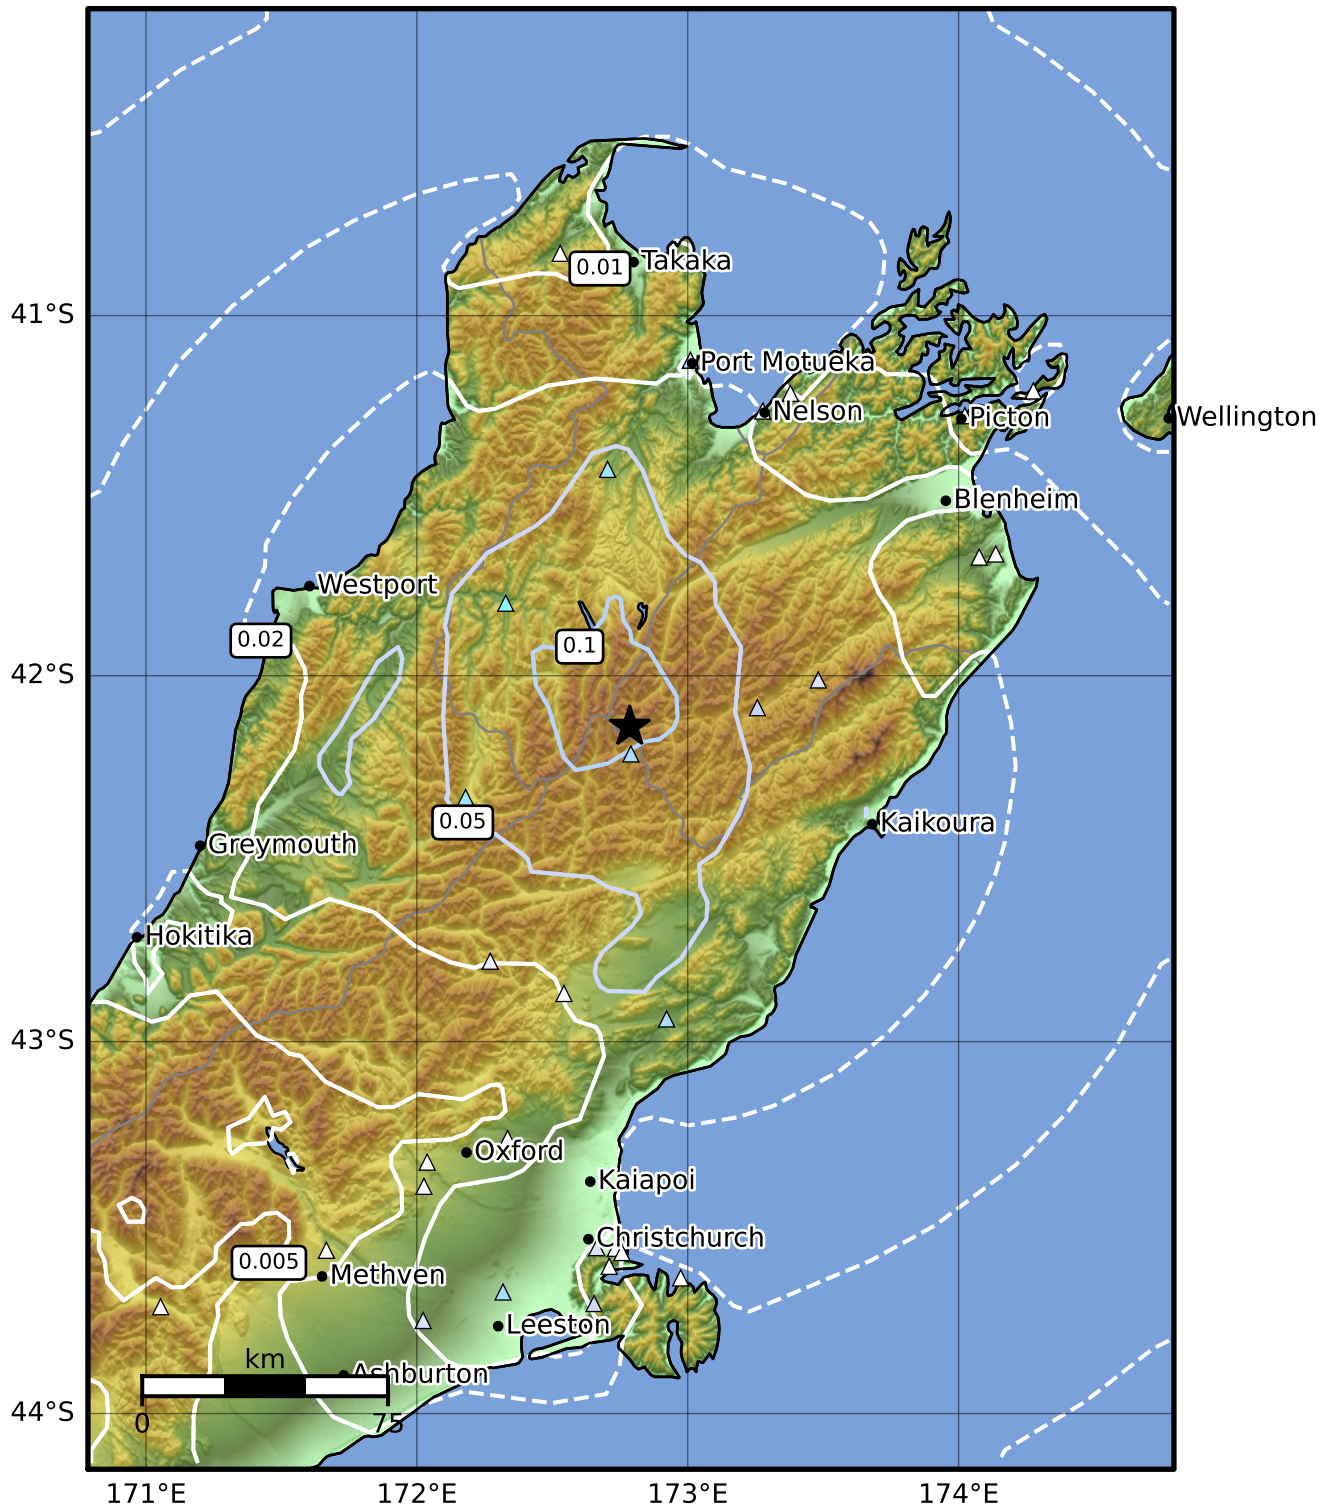 Takaka
0.01
41°S
Port Motueka
Nelson
Picton
Wellington
Blenheim
Westport
0.02
0.1
42°S
0.05
Kaikoura
Greymouth
Hokitika
43°S
Oxford
Kaiapoi
Christchurch
0.005
Methven
Leeston
km
Ashburton
0
75
44°S
171°E
172°E
173°E
174°E